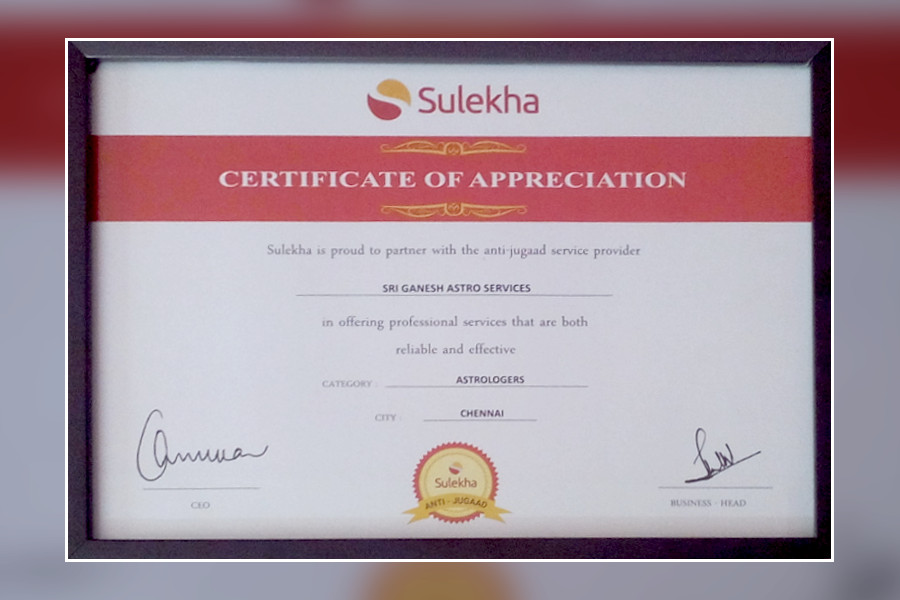 Sulekha
CERTIFICATE OF APPRECIATION
Sulekha is proud to partner with the anti-jugaad service provider
SRI GANESH ASTRO SERVICES
in offering professional services that are both
reliable and effective
CATEGORY : ASTROLOGERS
CITY : CHENNAI
Sulekha
ANTI - JUGAAD
CEO
BUSINESS - HEAD